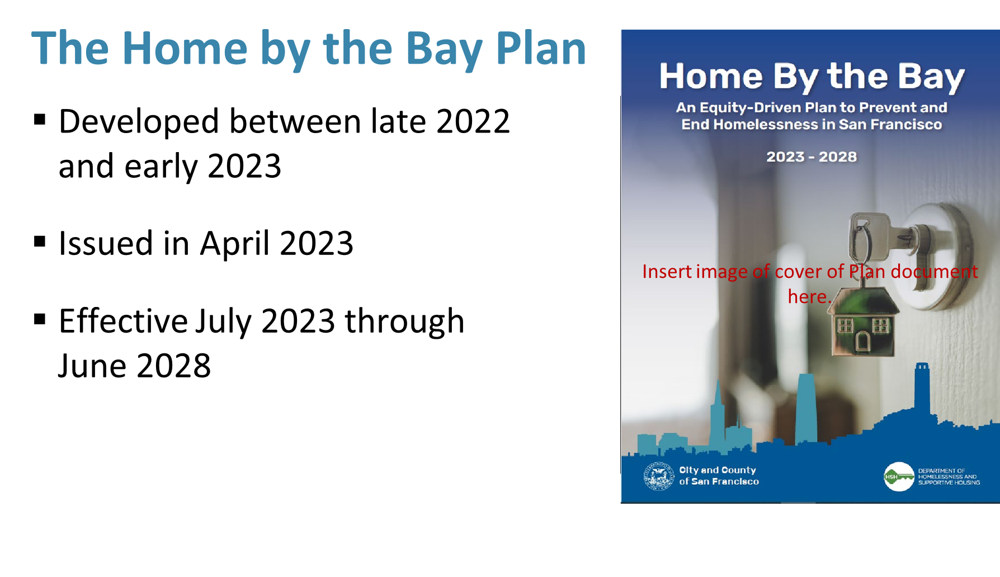 The Home by the Bay Plan
▪ Developed between late 2022
and early 2023
▪ Issued in April 2023
▪ Effective July 2023 through
June 2028
Home By the Bay
An Equity-Driven Plan to Prevent and
End Homelessness in San Francisco
2023 - 2028
Insert image of cover of Plan document
here.
City and County
of San Francisco
HSH
DEPARTMENT OF
HOMELESSNESS AND
SUPPORTIVE HOUSING